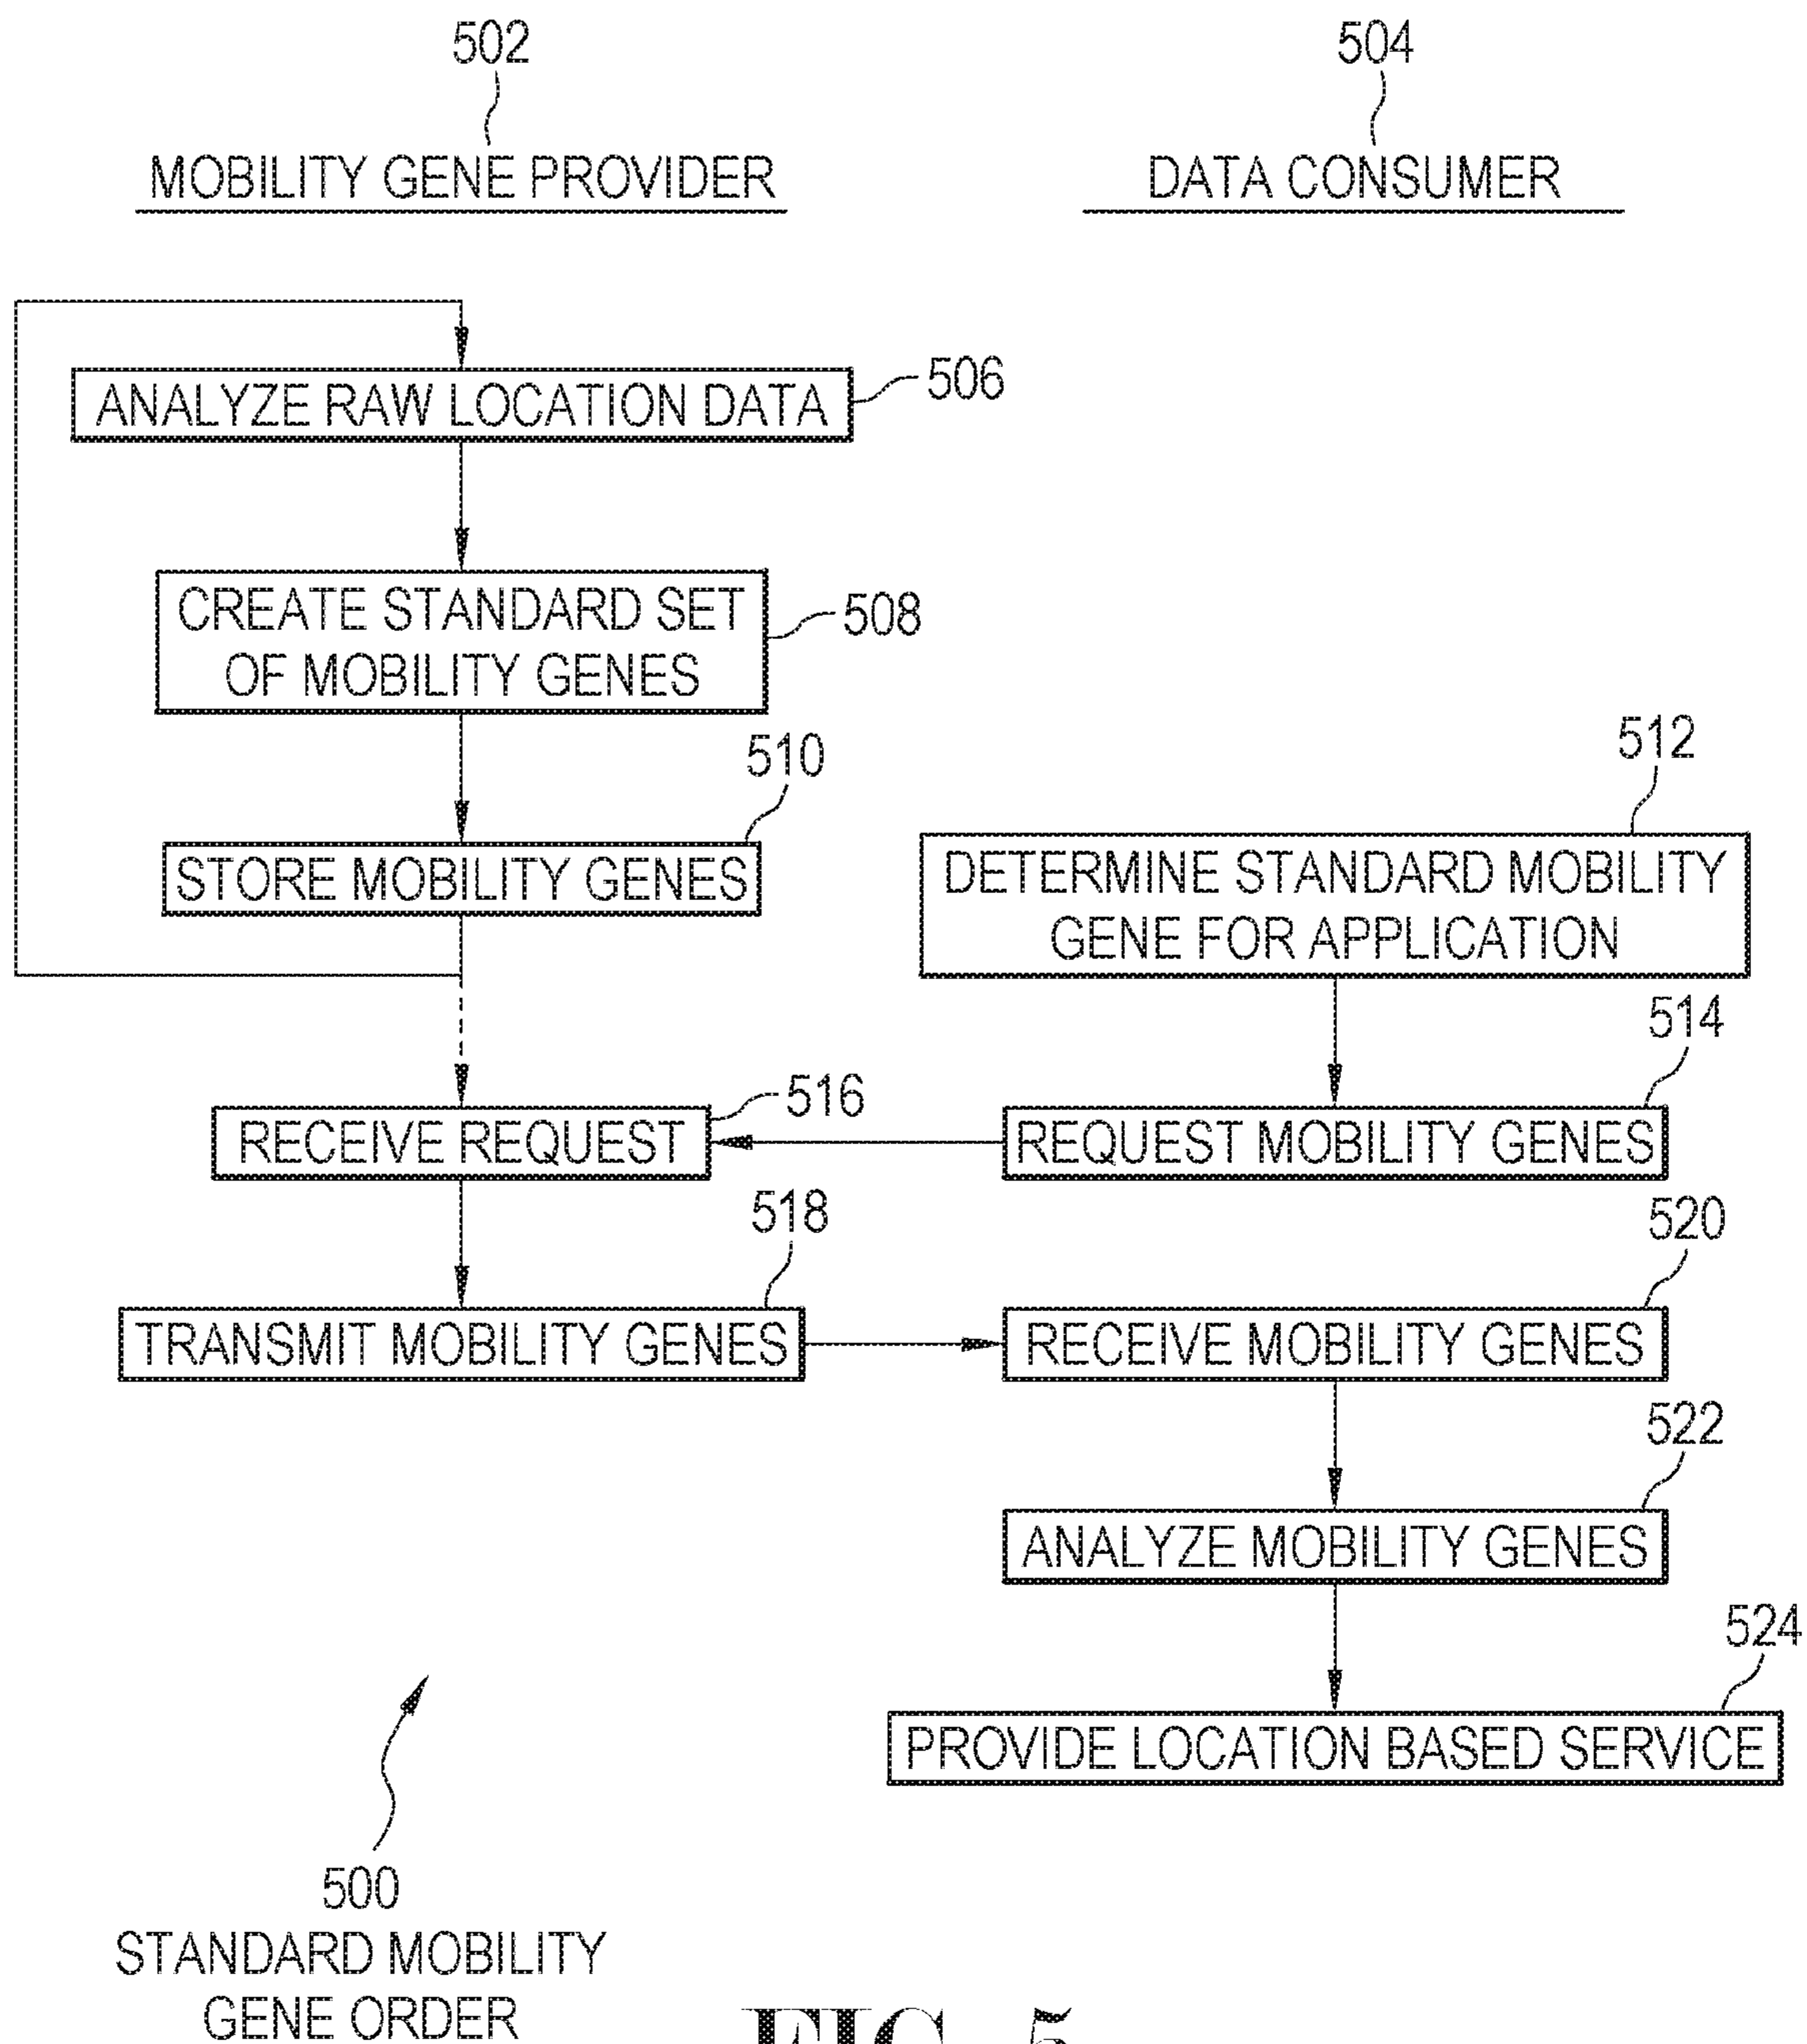 502
504
MOBILITY GENE PROVIDER
DATA CONSUMER
ANALYZE RAW LOCATION DATA
506
CREATE STANDARD SET
OF MOBILITY GENES
508
510
STORE MOBILITY GENES
512
DETERMINE STANDARD MOBILITY
GENE FOR APPLICATION
514
516
RECEIVE REQUEST
REQUEST MOBILITY GENES
518
520
TRANSMIT MOBILITY GENES
RECEIVE MOBILITY GENES
522
ANALYZE MOBILITY GENES
524
PROVIDE LOCATION BASED SERVICE
500
STANDARD MOBILITY
GENE ORDER
FIG. 5